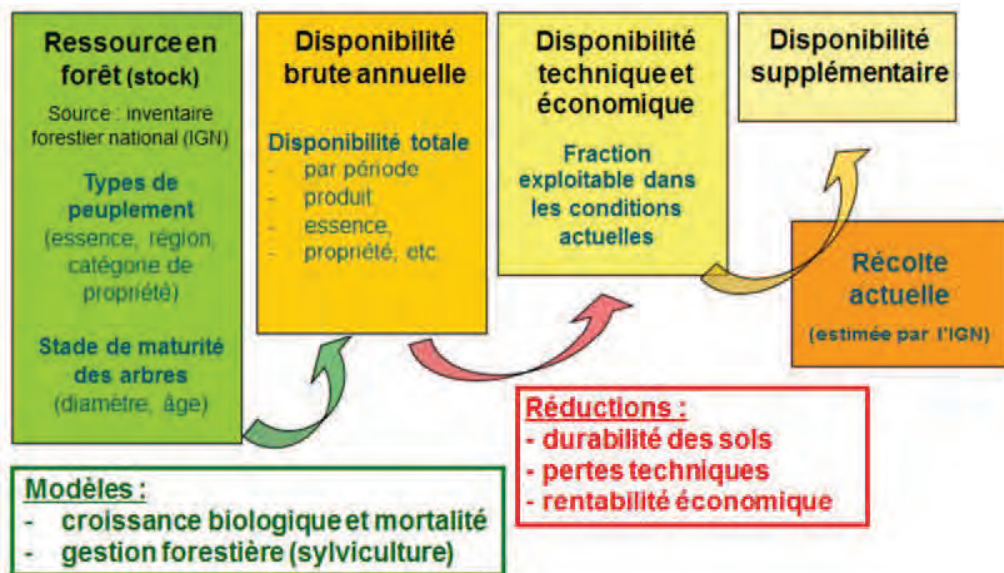 Ressource en
forêt (stock)
Source : inventaire
forestier national (IGN)
Types de
peuplement
(essence, région,
catégorie de
propriété)
Stade de maturité
des arbres
(diamètre, âge)
Disponibilité
brute annuelle
Disponibilité totale
- par période
- produit
- essence,
- propriété, etc.
Disponibilité
technique et
économique
Fraction
exploitable dans
les conditions
actuelles
Disponibilité
supplémentaire
Récolte
actuelle
(estimée par l'IGN)
Modèles :
- croissance biologique et mortalité
- gestion forestière (sylviculture)
Réductions :
- durabilité des sols
- pertes techniques
- rentabilité économique